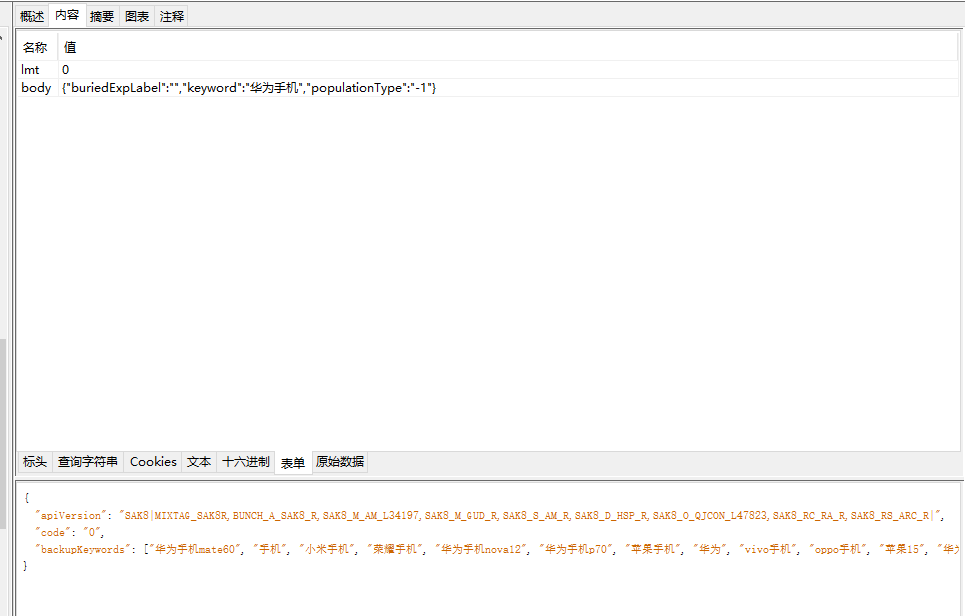 概述 内容 摘要 图表 注释
名称 值
lmt 0
body {"buriedExpLabel":"","keyword":"华为手机","populationType":"-1"}
标头 查询字符串 Cookies 文本 十六进制 表单 原始数据
{
"apiVersion": "SAK8|MIXTAG_SAK8R,BUNCH_A_SAK8_R,SAK8_M_AM_L34197,SAK8_M_GUD_R,SAK8_S_AM_R,SAK8_D_HSP_R,SAK8_O_QJCON_L47823,SAK8_RC_RA_R,SAK8_RS_ARC_R|",
"code": "0",
"backupKeywords": ["华为手机mate60", "手机", "小米手机", "荣耀手机", "华为手机nova12", "华为手机p70", "苹果手机", "华为", "vivo手机", "oppo手机", "苹果15", "华
}